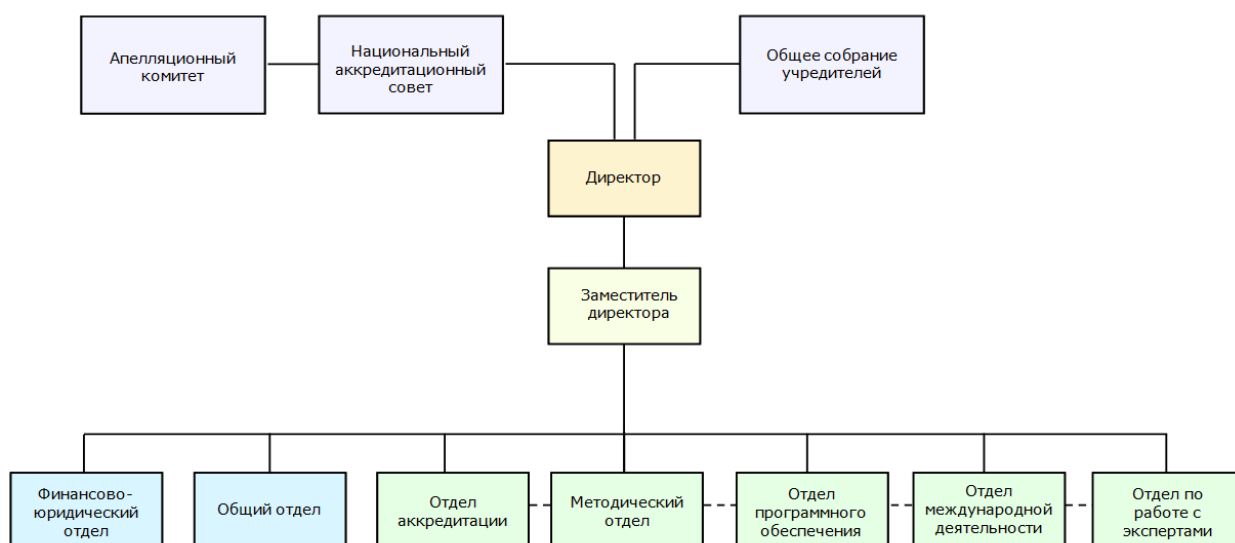 Апелляционный
комитет
Национальный
аккредитационный
совет
Общее собрание
учредителей
Директор
Заместитель
директора
Финансово-
юридический
отдел
Общий отдел
Отдел
аккредитации
Методический
отдел
Отдел
программного
обеспечения
Отдел
международной
деятельности
Отдел по
работе с
экспертами